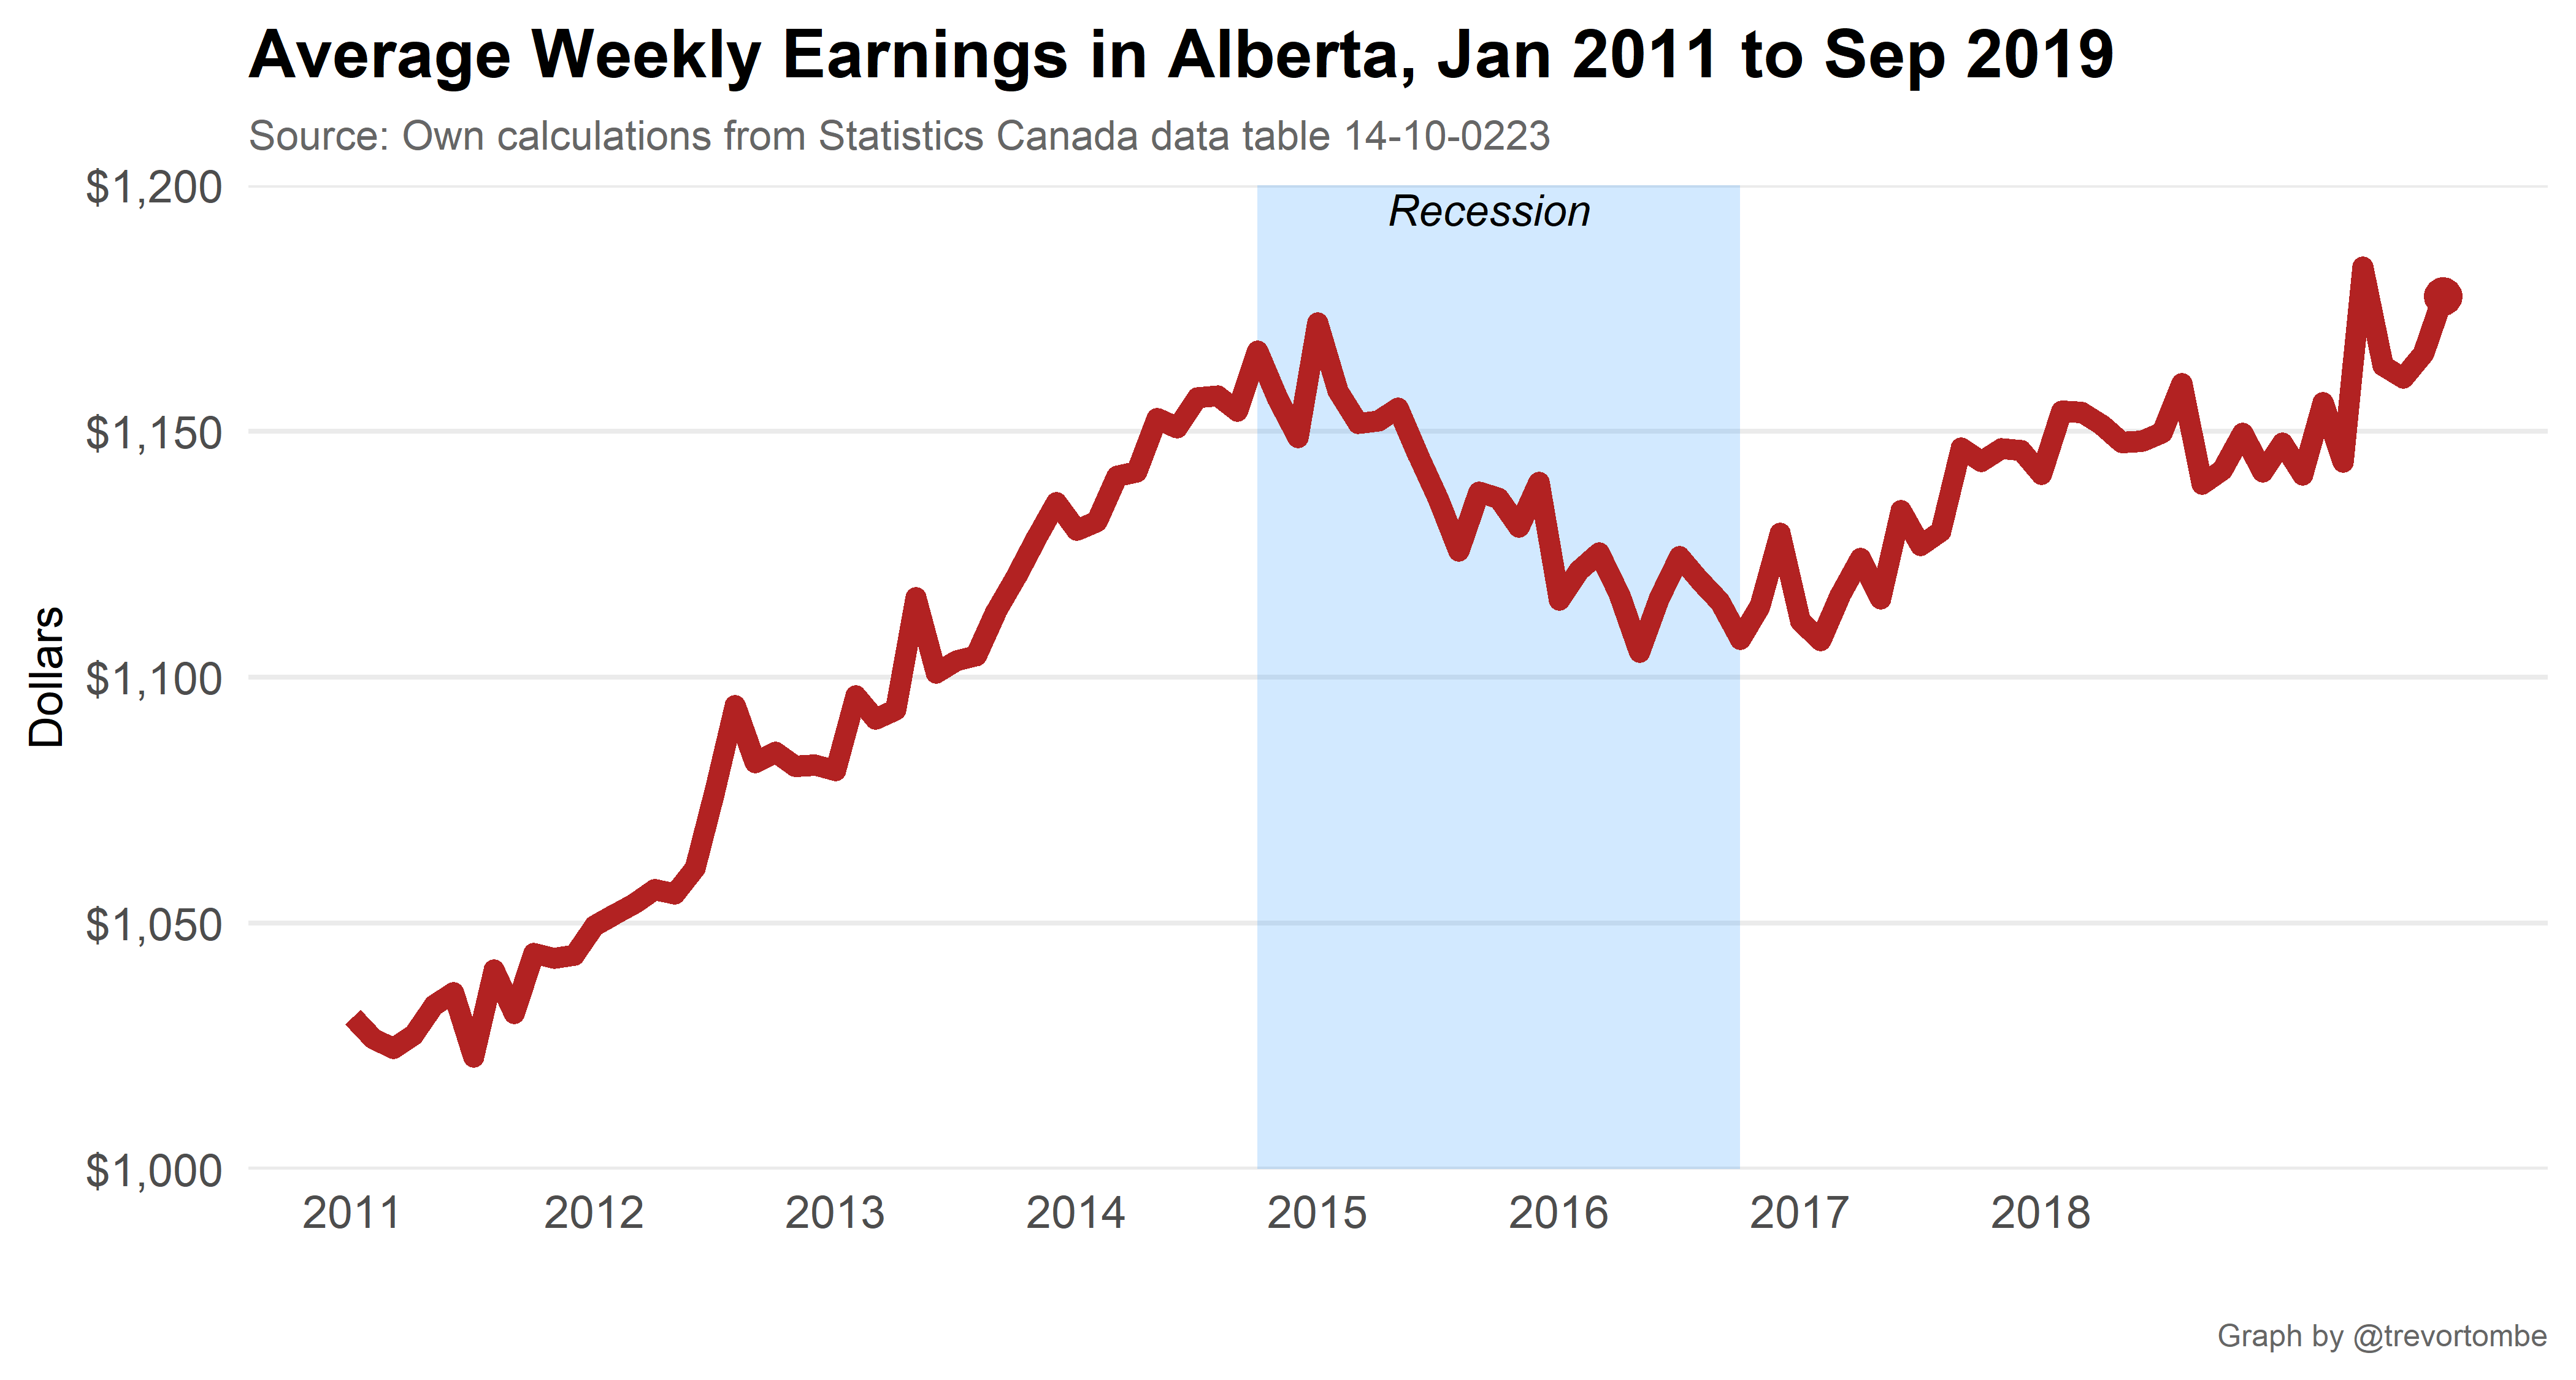 Average Weekly Earnings in Alberta, Jan 2011 to Sep 2019
Source: Own calculations from Statistics Canada data table 14-10-0223
$1,200
Recession
$1,150
$1,100
Dollars
$1,050
$1,000
2011 2012 2013 2014 2015 2016 2017 2018
Graph by @trevortombe